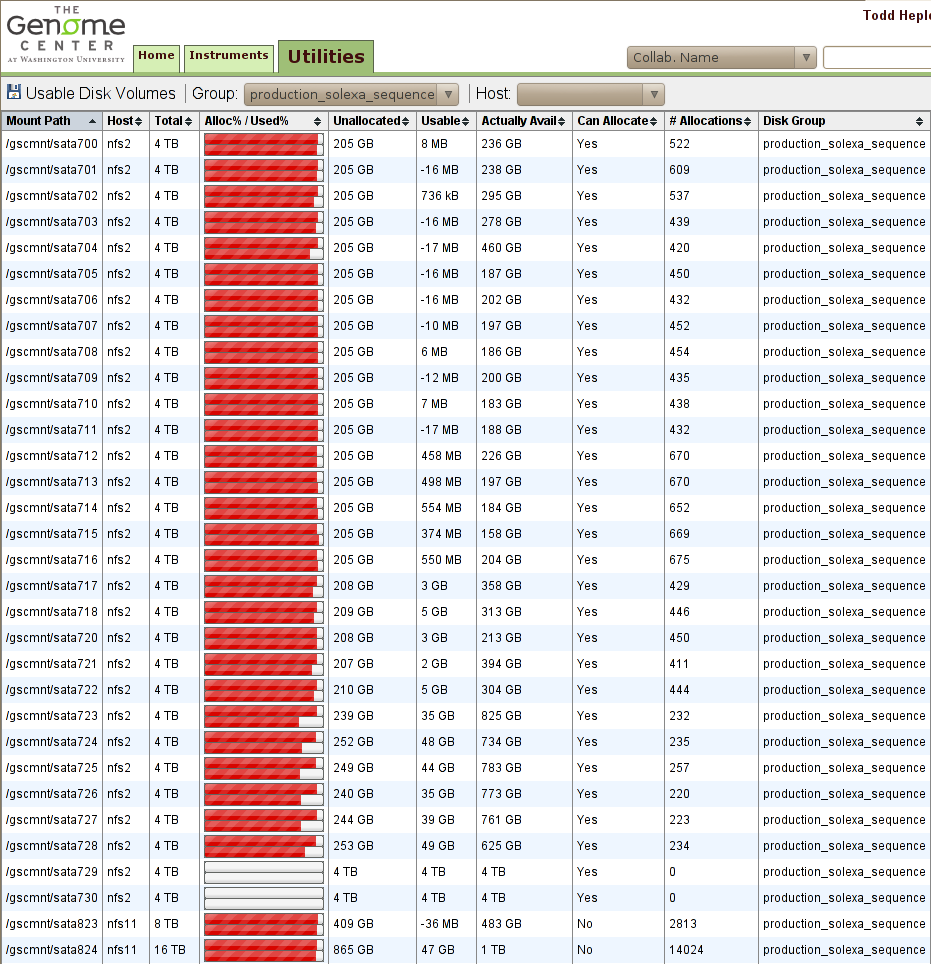 THE
Genome
CENTER
AT WASHINGTON UNIVERSITY
Todd Heple
Home Instruments Utilities
Collab. Name
Usable Disk Volumes Group: production_solexa_sequence Host:
Mount Path Host Total Alloc% / Used% Unallocated Usable Actually Avail Can Allocate # Allocations Disk Group
/gscmnt/sata700 nfs2 4 TB 205 GB 8 MB 236 GB Yes 522 production_solexa_sequence
/gscmnt/sata701 nfs2 4 TB 205 GB -16 MB 238 GB Yes 609 production_solexa_sequence
/gscmnt/sata702 nfs2 4 TB 205 GB 736 kB 295 GB Yes 537 production_solexa_sequence
/gscmnt/sata703 nfs2 4 TB 205 GB -16 MB 278 GB Yes 439 production_solexa_sequence
/gscmnt/sata704 nfs2 4 TB 205 GB -17 MB 460 GB Yes 420 production_solexa_sequence
/gscmnt/sata705 nfs2 4 TB 205 GB -16 MB 187 GB Yes 450 production_solexa_sequence
/gscmnt/sata706 nfs2 4 TB 205 GB -16 MB 202 GB Yes 432 production_solexa_sequence
/gscmnt/sata707 nfs2 4 TB 205 GB -10 MB 197 GB Yes 452 production_solexa_sequence
/gscmnt/sata708 nfs2 4 TB 205 GB 6 MB 186 GB Yes 454 production_solexa_sequence
/gscmnt/sata709 nfs2 4 TB 205 GB -12 MB 200 GB Yes 435 production_solexa_sequence
/gscmnt/sata710 nfs2 4 TB 205 GB 7 MB 183 GB Yes 438 production_solexa_sequence
/gscmnt/sata711 nfs2 4 TB 205 GB -17 MB 188 GB Yes 432 production_solexa_sequence
/gscmnt/sata712 nfs2 4 TB 205 GB 458 MB 226 GB Yes 670 production_solexa_sequence
/gscmnt/sata713 nfs2 4 TB 205 GB 498 MB 197 GB Yes 670 production_solexa_sequence
/gscmnt/sata714 nfs2 4 TB 205 GB 554 MB 184 GB Yes 652 production_solexa_sequence
/gscmnt/sata715 nfs2 4 TB 205 GB 374 MB 158 GB Yes 669 production_solexa_sequence
/gscmnt/sata716 nfs2 4 TB 205 GB 550 MB 204 GB Yes 675 production_solexa_sequence
/gscmnt/sata717 nfs2 4 TB 208 GB 3 GB 358 GB Yes 429 production_solexa_sequence
/gscmnt/sata718 nfs2 4 TB 209 GB 5 GB 313 GB Yes 446 production_solexa_sequence
/gscmnt/sata720 nfs2 4 TB 208 GB 3 GB 213 GB Yes 450 production_solexa_sequence
/gscmnt/sata721 nfs2 4 TB 207 GB 2 GB 394 GB Yes 411 production_solexa_sequence
/gscmnt/sata722 nfs2 4 TB 210 GB 5 GB 304 GB Yes 444 production_solexa_sequence
/gscmnt/sata723 nfs2 4 TB 239 GB 35 GB 825 GB Yes 232 production_solexa_sequence
/gscmnt/sata724 nfs2 4 TB 252 GB 48 GB 734 GB Yes 235 production_solexa_sequence
/gscmnt/sata725 nfs2 4 TB 249 GB 44 GB 783 GB Yes 257 production_solexa_sequence
/gscmnt/sata726 nfs2 4 TB 240 GB 35 GB 773 GB Yes 220 production_solexa_sequence
/gscmnt/sata727 nfs2 4 TB 244 GB 39 GB 761 GB Yes 223 production_solexa_sequence
/gscmnt/sata728 nfs2 4 TB 253 GB 49 GB 625 GB Yes 234 production_solexa_sequence
/gscmnt/sata729 nfs2 4 TB 4 TB 4 TB 4 TB Yes 0 production_solexa_sequence
/gscmnt/sata730 nfs2 4 TB 4 TB 4 TB 4 TB Yes 0 production_solexa_sequence
/gscmnt/sata823 nfs11 8 TB 409 GB -36 MB 483 GB No 2813 production_solexa_sequence
/gscmnt/sata824 nfs11 16 TB 865 GB 47 GB 1 TB No 14024 production_solexa_sequence